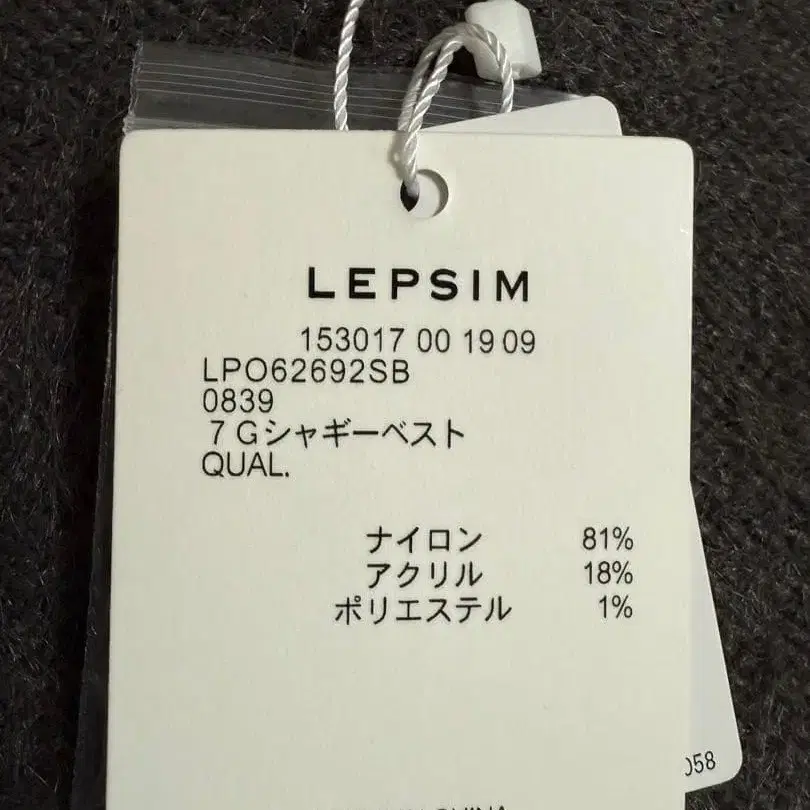 LEPSIM
153017 00 19 09
LPO62692SB
0839
７Ｇシャギーベスト
QUAL.
ナイロン 81%
アクリル 18%
ポリエステル 1%
058